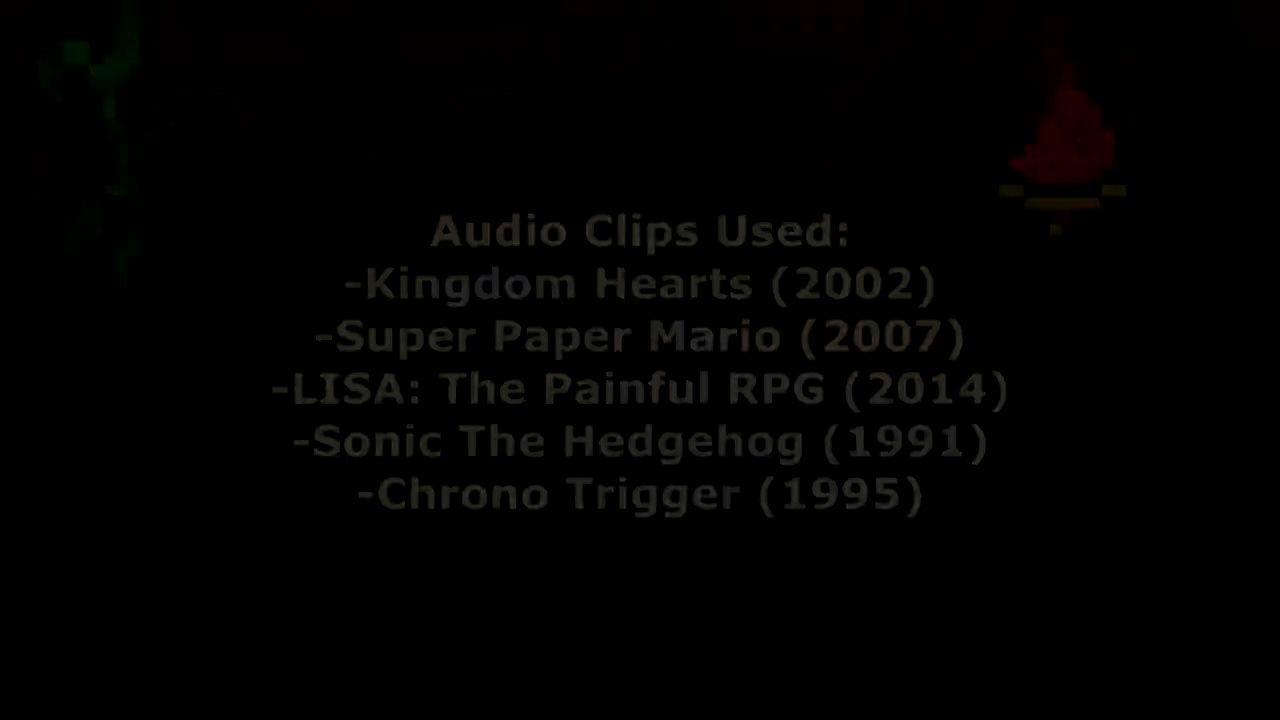 Audio Clips Used:
-Kingdom Hearts (2002)
-Super Paper Mario (2007)
-LISA: The Painful RPG (2014)
-Sonic The Hedgehog (1991)
-Chrono Trigger (1995)